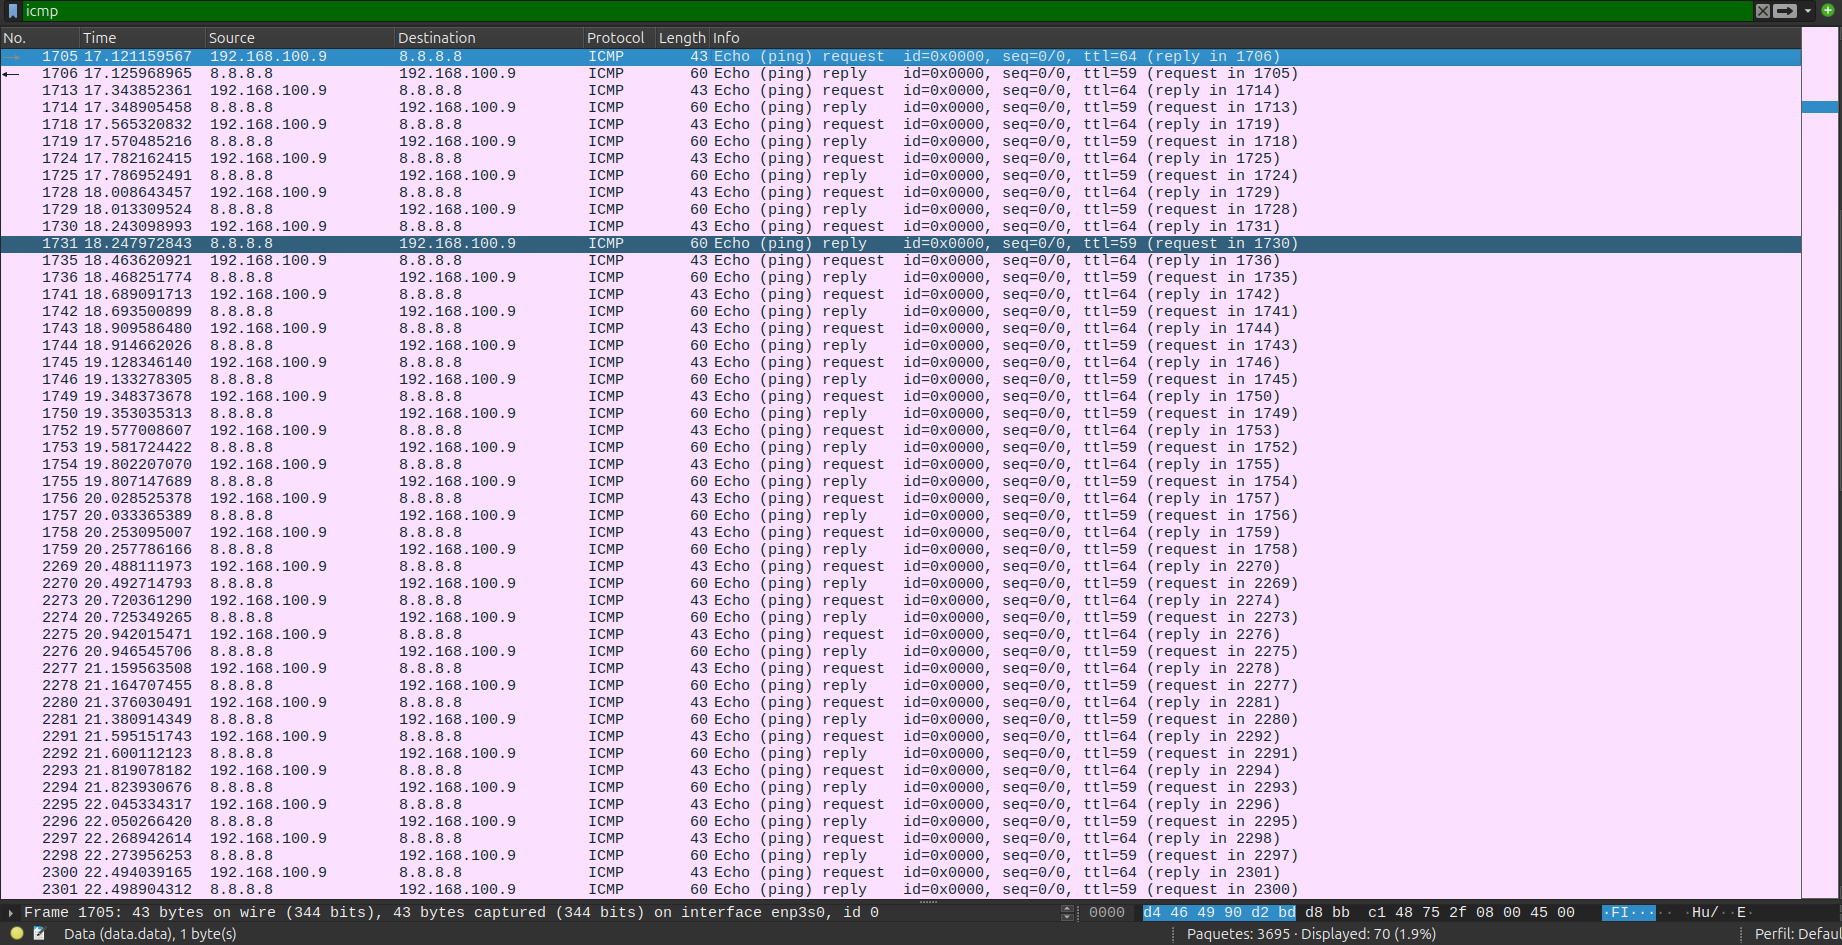 icmp
No. Time Source Destination Protocol Length Info
1705 17.121159567 192.168.100.9 8.8.8.8 ICMP 43 Echo (ping) request id=0x0000, seq=0/0, ttl=64 (reply in 1706)
1706 17.125968965 8.8.8.8 192.168.100.9 ICMP 60 Echo (ping) reply id=0x0000, seq=0/0, ttl=59 (request in 1705)
1713 17.343852361 192.168.100.9 8.8.8.8 ICMP 43 Echo (ping) request id=0x0000, seq=0/0, ttl=64 (reply in 1714)
1714 17.348905458 8.8.8.8 192.168.100.9 ICMP 60 Echo (ping) reply id=0x0000, seq=0/0, ttl=59 (request in 1713)
1718 17.565320832 192.168.100.9 8.8.8.8 ICMP 43 Echo (ping) request id=0x0000, seq=0/0, ttl=64 (reply in 1719)
1719 17.570485216 8.8.8.8 192.168.100.9 ICMP 60 Echo (ping) reply id=0x0000, seq=0/0, ttl=59 (request in 1718)
1724 17.782162415 192.168.100.9 8.8.8.8 ICMP 43 Echo (ping) request id=0x0000, seq=0/0, ttl=64 (reply in 1725)
1725 17.786952491 8.8.8.8 192.168.100.9 ICMP 60 Echo (ping) reply id=0x0000, seq=0/0, ttl=59 (request in 1724)
1728 18.008643457 192.168.100.9 8.8.8.8 ICMP 43 Echo (ping) request id=0x0000, seq=0/0, ttl=64 (reply in 1729)
1729 18.013309524 8.8.8.8 192.168.100.9 ICMP 60 Echo (ping) reply id=0x0000, seq=0/0, ttl=59 (request in 1728)
1730 18.243098993 192.168.100.9 8.8.8.8 ICMP 43 Echo (ping) request id=0x0000, seq=0/0, ttl=64 (reply in 1731)
1731 18.247972843 8.8.8.8 192.168.100.9 ICMP 60 Echo (ping) reply id=0x0000, seq=0/0, ttl=59 (request in 1730)
1735 18.463620921 192.168.100.9 8.8.8.8 ICMP 43 Echo (ping) request id=0x0000, seq=0/0, ttl=64 (reply in 1736)
1736 18.468251774 8.8.8.8 192.168.100.9 ICMP 60 Echo (ping) reply id=0x0000, seq=0/0, ttl=59 (request in 1735)
1741 18.689091713 192.168.100.9 8.8.8.8 ICMP 43 Echo (ping) request id=0x0000, seq=0/0, ttl=64 (reply in 1742)
1742 18.693500899 8.8.8.8 192.168.100.9 ICMP 60 Echo (ping) reply id=0x0000, seq=0/0, ttl=59 (request in 1741)
1743 18.909586480 192.168.100.9 8.8.8.8 ICMP 43 Echo (ping) request id=0x0000, seq=0/0, ttl=64 (reply in 1744)
1744 18.914662026 8.8.8.8 192.168.100.9 ICMP 60 Echo (ping) reply id=0x0000, seq=0/0, ttl=59 (request in 1743)
1745 19.128346140 192.168.100.9 8.8.8.8 ICMP 43 Echo (ping) request id=0x0000, seq=0/0, ttl=64 (reply in 1746)
1746 19.133278305 8.8.8.8 192.168.100.9 ICMP 60 Echo (ping) reply id=0x0000, seq=0/0, ttl=59 (request in 1745)
1749 19.348373678 192.168.100.9 8.8.8.8 ICMP 43 Echo (ping) request id=0x0000, seq=0/0, ttl=64 (reply in 1750)
1750 19.353035313 8.8.8.8 192.168.100.9 ICMP 60 Echo (ping) reply id=0x0000, seq=0/0, ttl=59 (request in 1749)
1752 19.577008607 192.168.100.9 8.8.8.8 ICMP 43 Echo (ping) request id=0x0000, seq=0/0, ttl=64 (reply in 1753)
1753 19.581724422 8.8.8.8 192.168.100.9 ICMP 60 Echo (ping) reply id=0x0000, seq=0/0, ttl=59 (request in 1752)
1754 19.802207070 192.168.100.9 8.8.8.8 ICMP 43 Echo (ping) request id=0x0000, seq=0/0, ttl=64 (reply in 1755)
1755 19.807147689 8.8.8.8 192.168.100.9 ICMP 60 Echo (ping) reply id=0x0000, seq=0/0, ttl=59 (request in 1754)
1756 20.028525378 192.168.100.9 8.8.8.8 ICMP 43 Echo (ping) request id=0x0000, seq=0/0, ttl=64 (reply in 1757)
1757 20.033365389 8.8.8.8 192.168.100.9 ICMP 60 Echo (ping) reply id=0x0000, seq=0/0, ttl=59 (request in 1756)
1758 20.253095007 192.168.100.9 8.8.8.8 ICMP 43 Echo (ping) request id=0x0000, seq=0/0, ttl=64 (reply in 1759)
1759 20.257786166 8.8.8.8 192.168.100.9 ICMP 60 Echo (ping) reply id=0x0000, seq=0/0, ttl=59 (request in 1758)
2269 20.488111973 192.168.100.9 8.8.8.8 ICMP 43 Echo (ping) request id=0x0000, seq=0/0, ttl=64 (reply in 2270)
2270 20.492714793 8.8.8.8 192.168.100.9 ICMP 60 Echo (ping) reply id=0x0000, seq=0/0, ttl=59 (request in 2269)
2273 20.720361290 192.168.100.9 8.8.8.8 ICMP 43 Echo (ping) request id=0x0000, seq=0/0, ttl=64 (reply in 2274)
2274 20.725349265 8.8.8.8 192.168.100.9 ICMP 60 Echo (ping) reply id=0x0000, seq=0/0, ttl=59 (request in 2273)
2275 20.942015471 192.168.100.9 8.8.8.8 ICMP 43 Echo (ping) request id=0x0000, seq=0/0, ttl=64 (reply in 2276)
2276 20.946545706 8.8.8.8 192.168.100.9 ICMP 60 Echo (ping) reply id=0x0000, seq=0/0, ttl=59 (request in 2275)
2277 21.159563508 192.168.100.9 8.8.8.8 ICMP 43 Echo (ping) request id=0x0000, seq=0/0, ttl=64 (reply in 2278)
2278 21.164707455 8.8.8.8 192.168.100.9 ICMP 60 Echo (ping) reply id=0x0000, seq=0/0, ttl=59 (request in 2277)
2280 21.376030491 192.168.100.9 8.8.8.8 ICMP 43 Echo (ping) request id=0x0000, seq=0/0, ttl=64 (reply in 2281)
2281 21.380914349 8.8.8.8 192.168.100.9 ICMP 60 Echo (ping) reply id=0x0000, seq=0/0, ttl=59 (request in 2280)
2291 21.595151743 192.168.100.9 8.8.8.8 ICMP 43 Echo (ping) request id=0x0000, seq=0/0, ttl=64 (reply in 2292)
2292 21.600112123 8.8.8.8 192.168.100.9 ICMP 60 Echo (ping) reply id=0x0000, seq=0/0, ttl=59 (request in 2291)
2293 21.819078182 192.168.100.9 8.8.8.8 ICMP 43 Echo (ping) request id=0x0000, seq=0/0, ttl=64 (reply in 2294)
2294 21.823930676 8.8.8.8 192.168.100.9 ICMP 60 Echo (ping) reply id=0x0000, seq=0/0, ttl=59 (request in 2293)
2295 22.045334317 192.168.100.9 8.8.8.8 ICMP 43 Echo (ping) request id=0x0000, seq=0/0, ttl=64 (reply in 2296)
2296 22.050266420 8.8.8.8 192.168.100.9 ICMP 60 Echo (ping) reply id=0x0000, seq=0/0, ttl=59 (request in 2295)
2297 22.268942614 192.168.100.9 8.8.8.8 ICMP 43 Echo (ping) request id=0x0000, seq=0/0, ttl=64 (reply in 2298)
2298 22.273956253 8.8.8.8 192.168.100.9 ICMP 60 Echo (ping) reply id=0x0000, seq=0/0, ttl=59 (request in 2297)
2300 22.494039165 192.168.100.9 8.8.8.8 ICMP 43 Echo (ping) request id=0x0000, seq=0/0, ttl=64 (reply in 2301)
2301 22.498904312 8.8.8.8 192.168.100.9 ICMP 60 Echo (ping) reply id=0x0000, seq=0/0, ttl=59 (request in 2300)
Frame 1705: 43 bytes on wire (344 bits), 43 bytes captured (344 bits) on interface enp3s0, id 0
0000 d4 46 49 90 d2 bd d8 bb c1 48 75 2f 08 00 45 00 ·FI····· ·Hu/··E·
Data (data.data), 1 byte(s)
Paquetes: 3695 · Displayed: 70 (1.9%)
Perfil: Defau